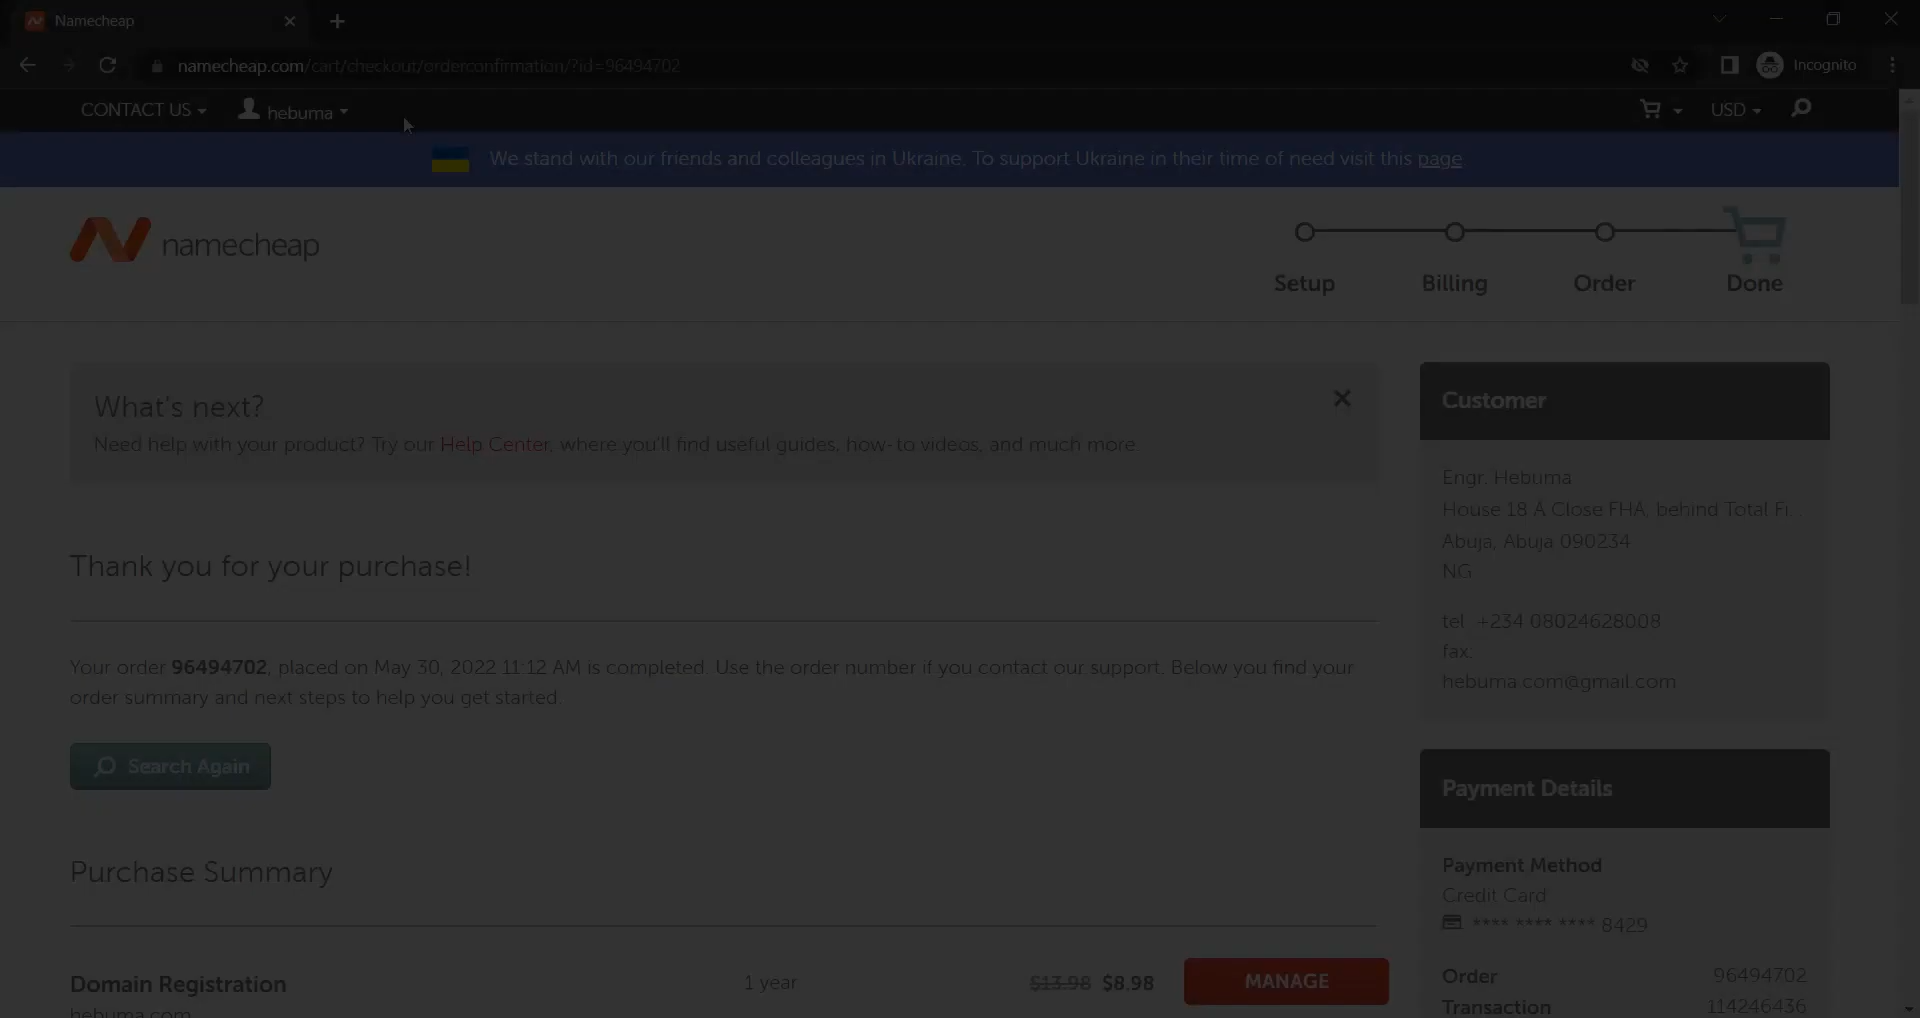 Namecheap
namecheap.com/cart/checkout/orderconfirmation/?id=96494702
Incognito
CONTACT US
hebuma
USD
We stand with our friends and colleagues in Ukraine. To support Ukraine in their time of need visit this page
namecheap
Setup
Billing
Order
Done
What's next?
Need help with your product? Try our Help Center, where you'll find useful guides, how-to videos, and much more.
Thank you for your purchase!
Your order 96494702, placed on May 30, 2022 11:12 AM is completed. Use the order number if you contact our support. Below you find your
order summary and next steps to help you get started.
Search Again
Purchase Summary
Domain Registration
1 year
$13.98 $8.98
MANAGE
hebuma.com
Customer
Engr. Hebuma
House 18 A Close FHA, behind Total Fi...
Abuja, Abuja 090234
NG
tel. +234 08024628008
fax.
hebuma.com@gmail.com
Payment Details
Payment Method
Credit Card
**** **** **** 8429
Order 96494702
Transaction 114246436